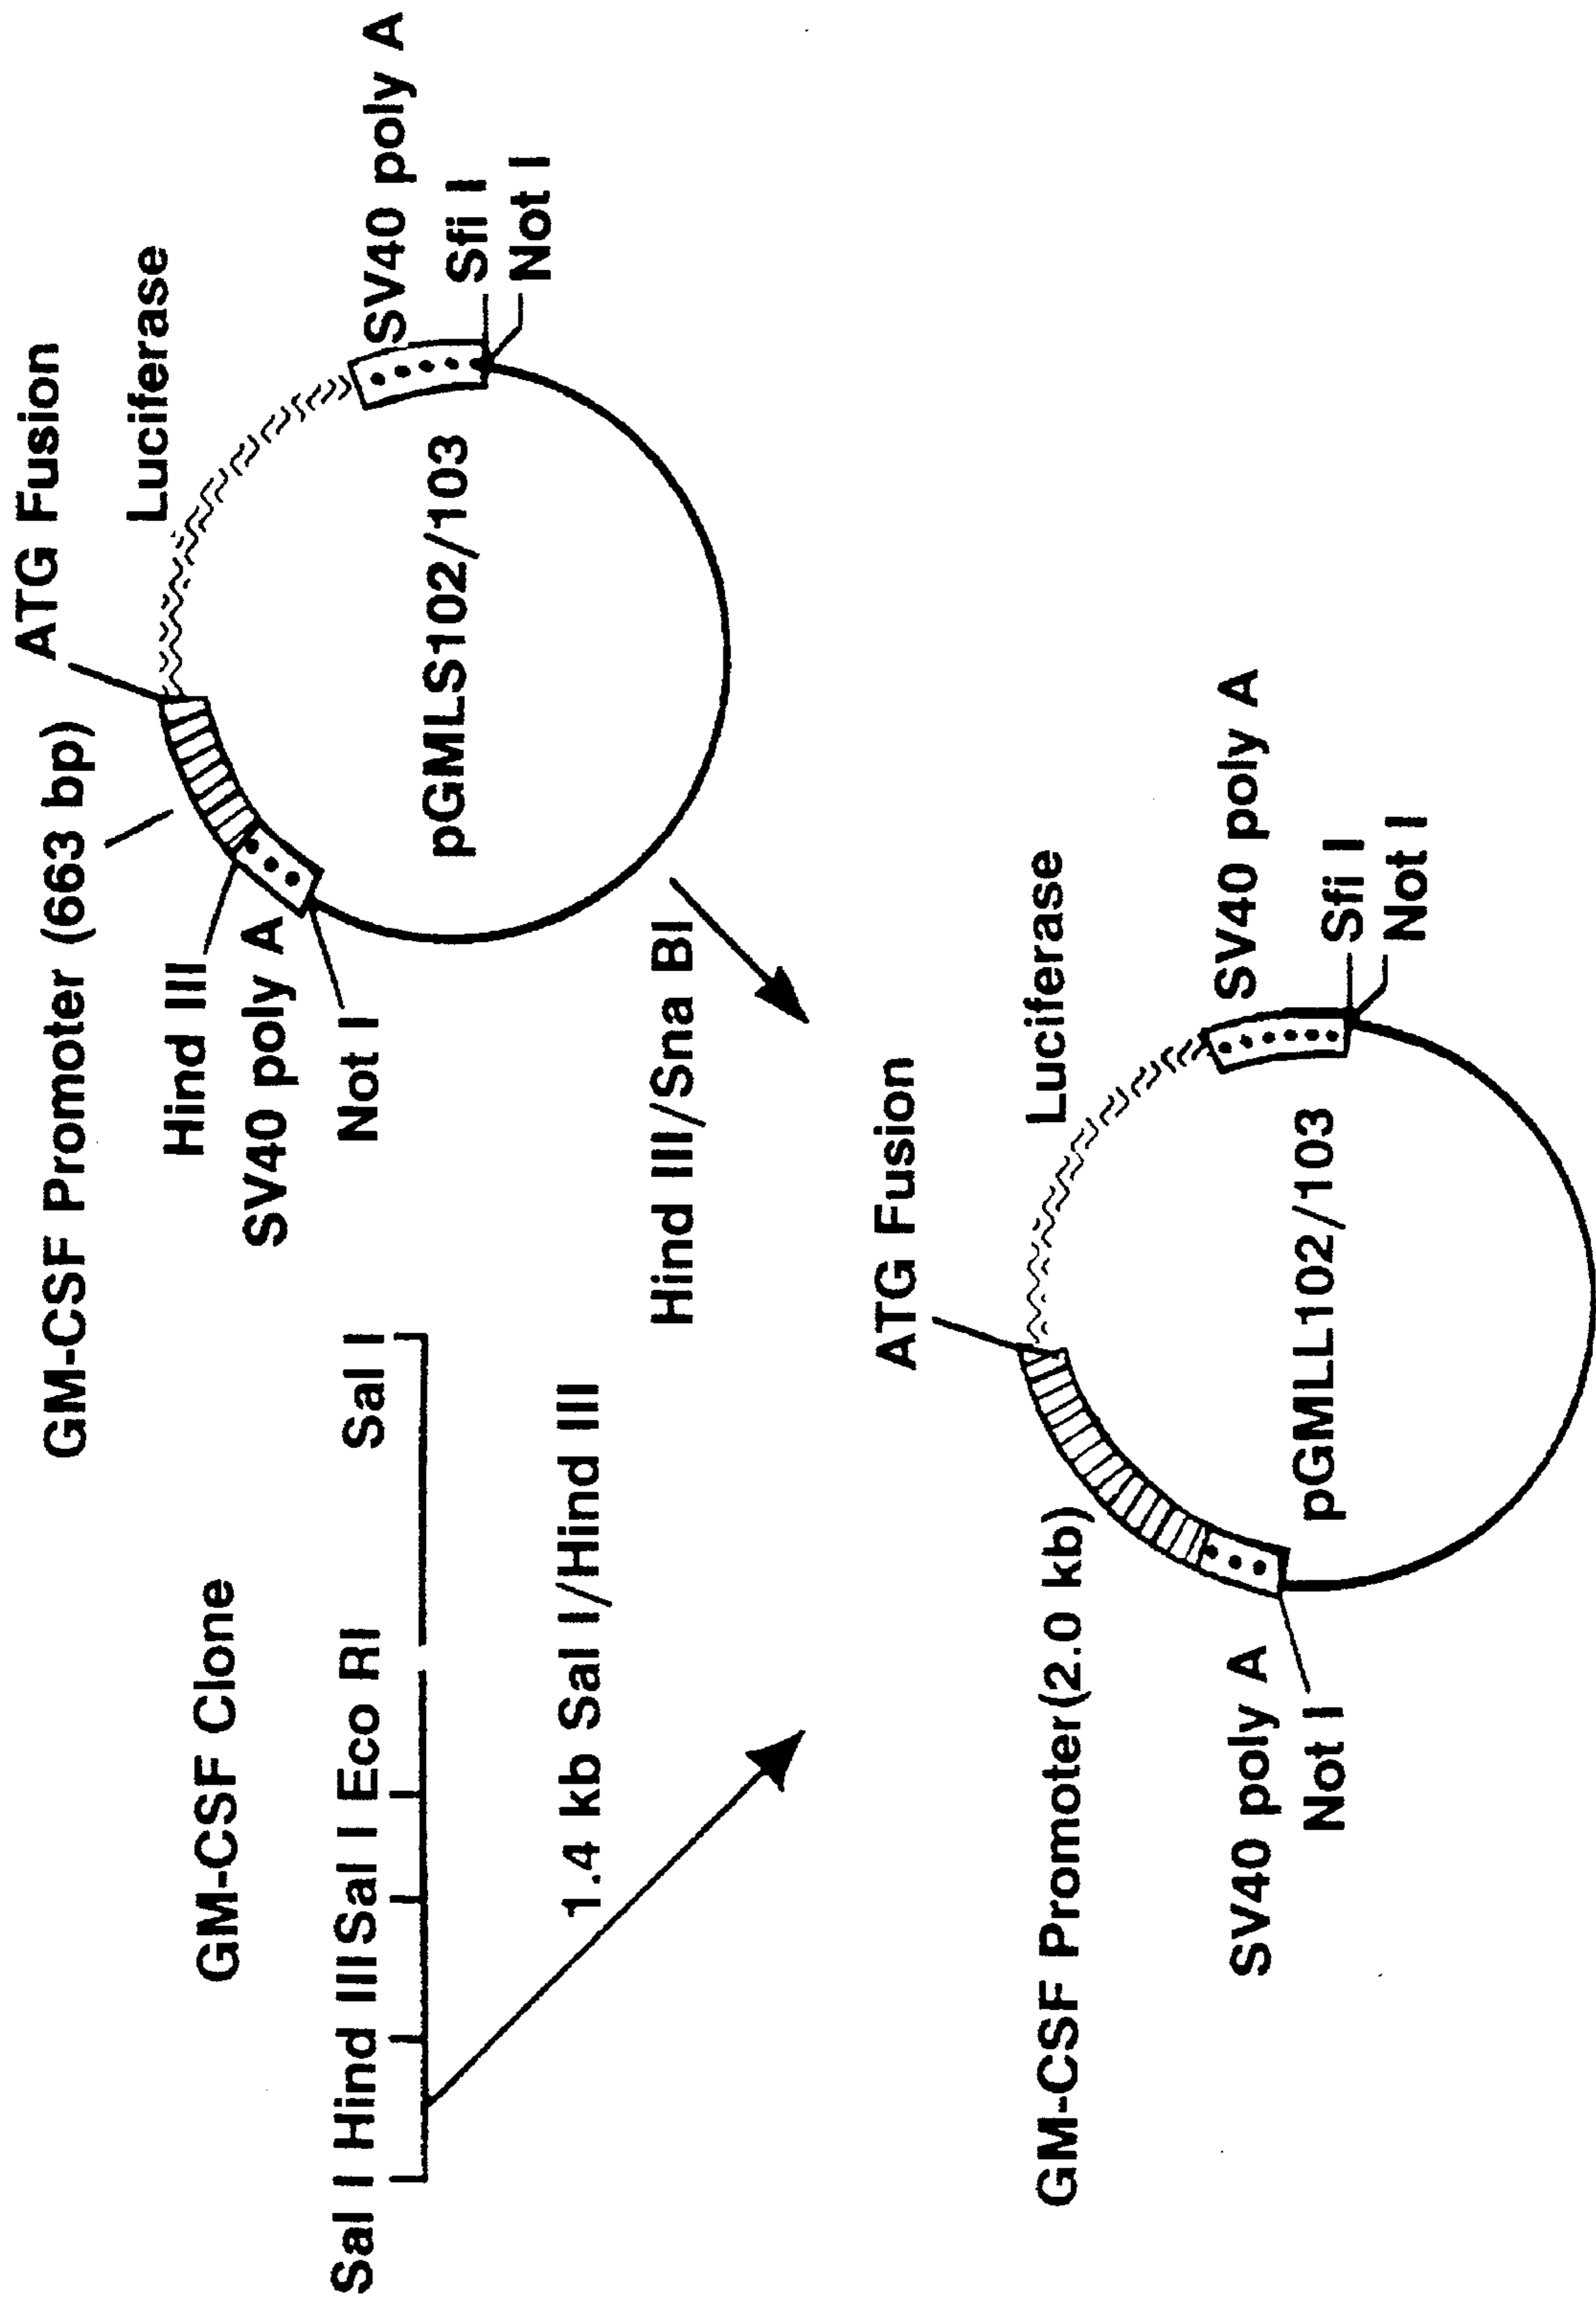 GM-CSF Clone
Sal I Hind III Sal I Eco RI Sal I
1.4 kb Sal I/Hind III
GM-CSF Promoter (663 bp)
ATG Fusion
Luciferase
Hind III
SV40 poly A
Not I
pGMLS102/103
SV40 poly A
Sfi I
Not I
Hind III/Sna BI
ATG Fusion
Luciferase
GM-CSF Promoter(2.0 kb)
SV40 poly A
Not I
pGMLL102/103
SV40 poly A
Sfi I
Not I